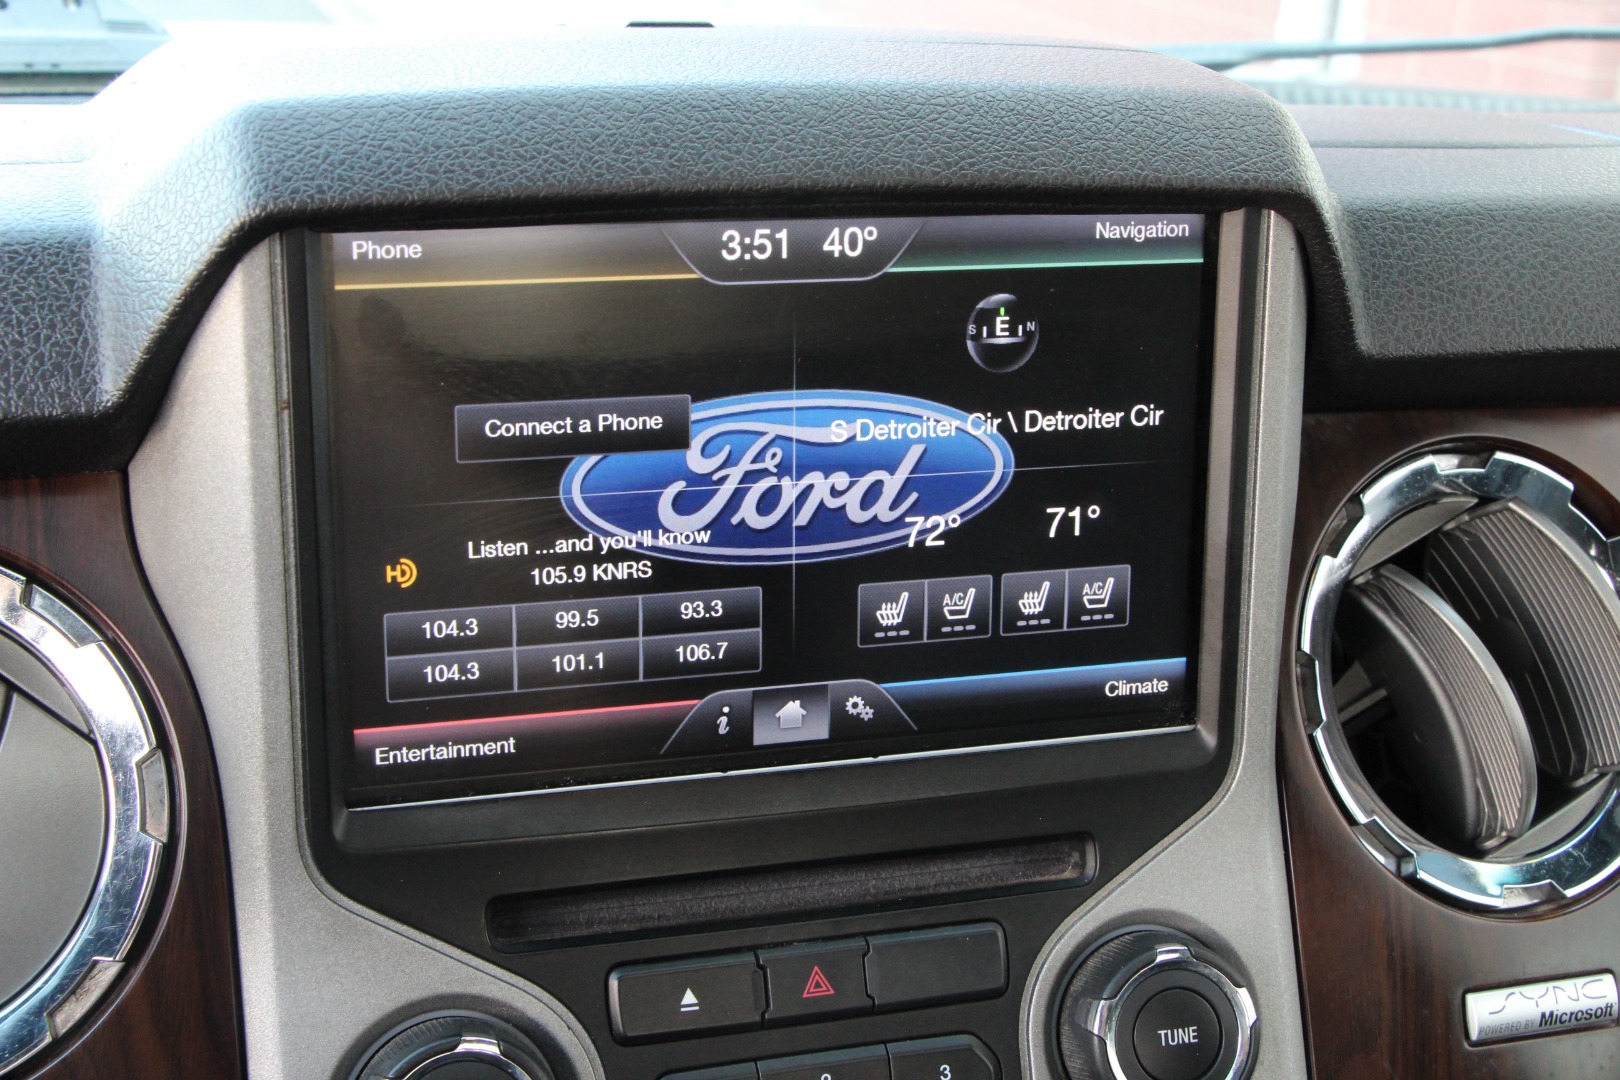 Phone
3:51 40°
Navigation
S E N
Connect a Phone
S Detroiter Cir \ Detroiter Cir
Ford
72° 71°
Listen ...and you'll know
105.9 KNRS
HD
A/C A/C
104.3 99.5 93.3
104.3 101.1 106.7
Climate
Entertainment
i
TUNE
SYNC
POWERED BY Microsoft
2 3